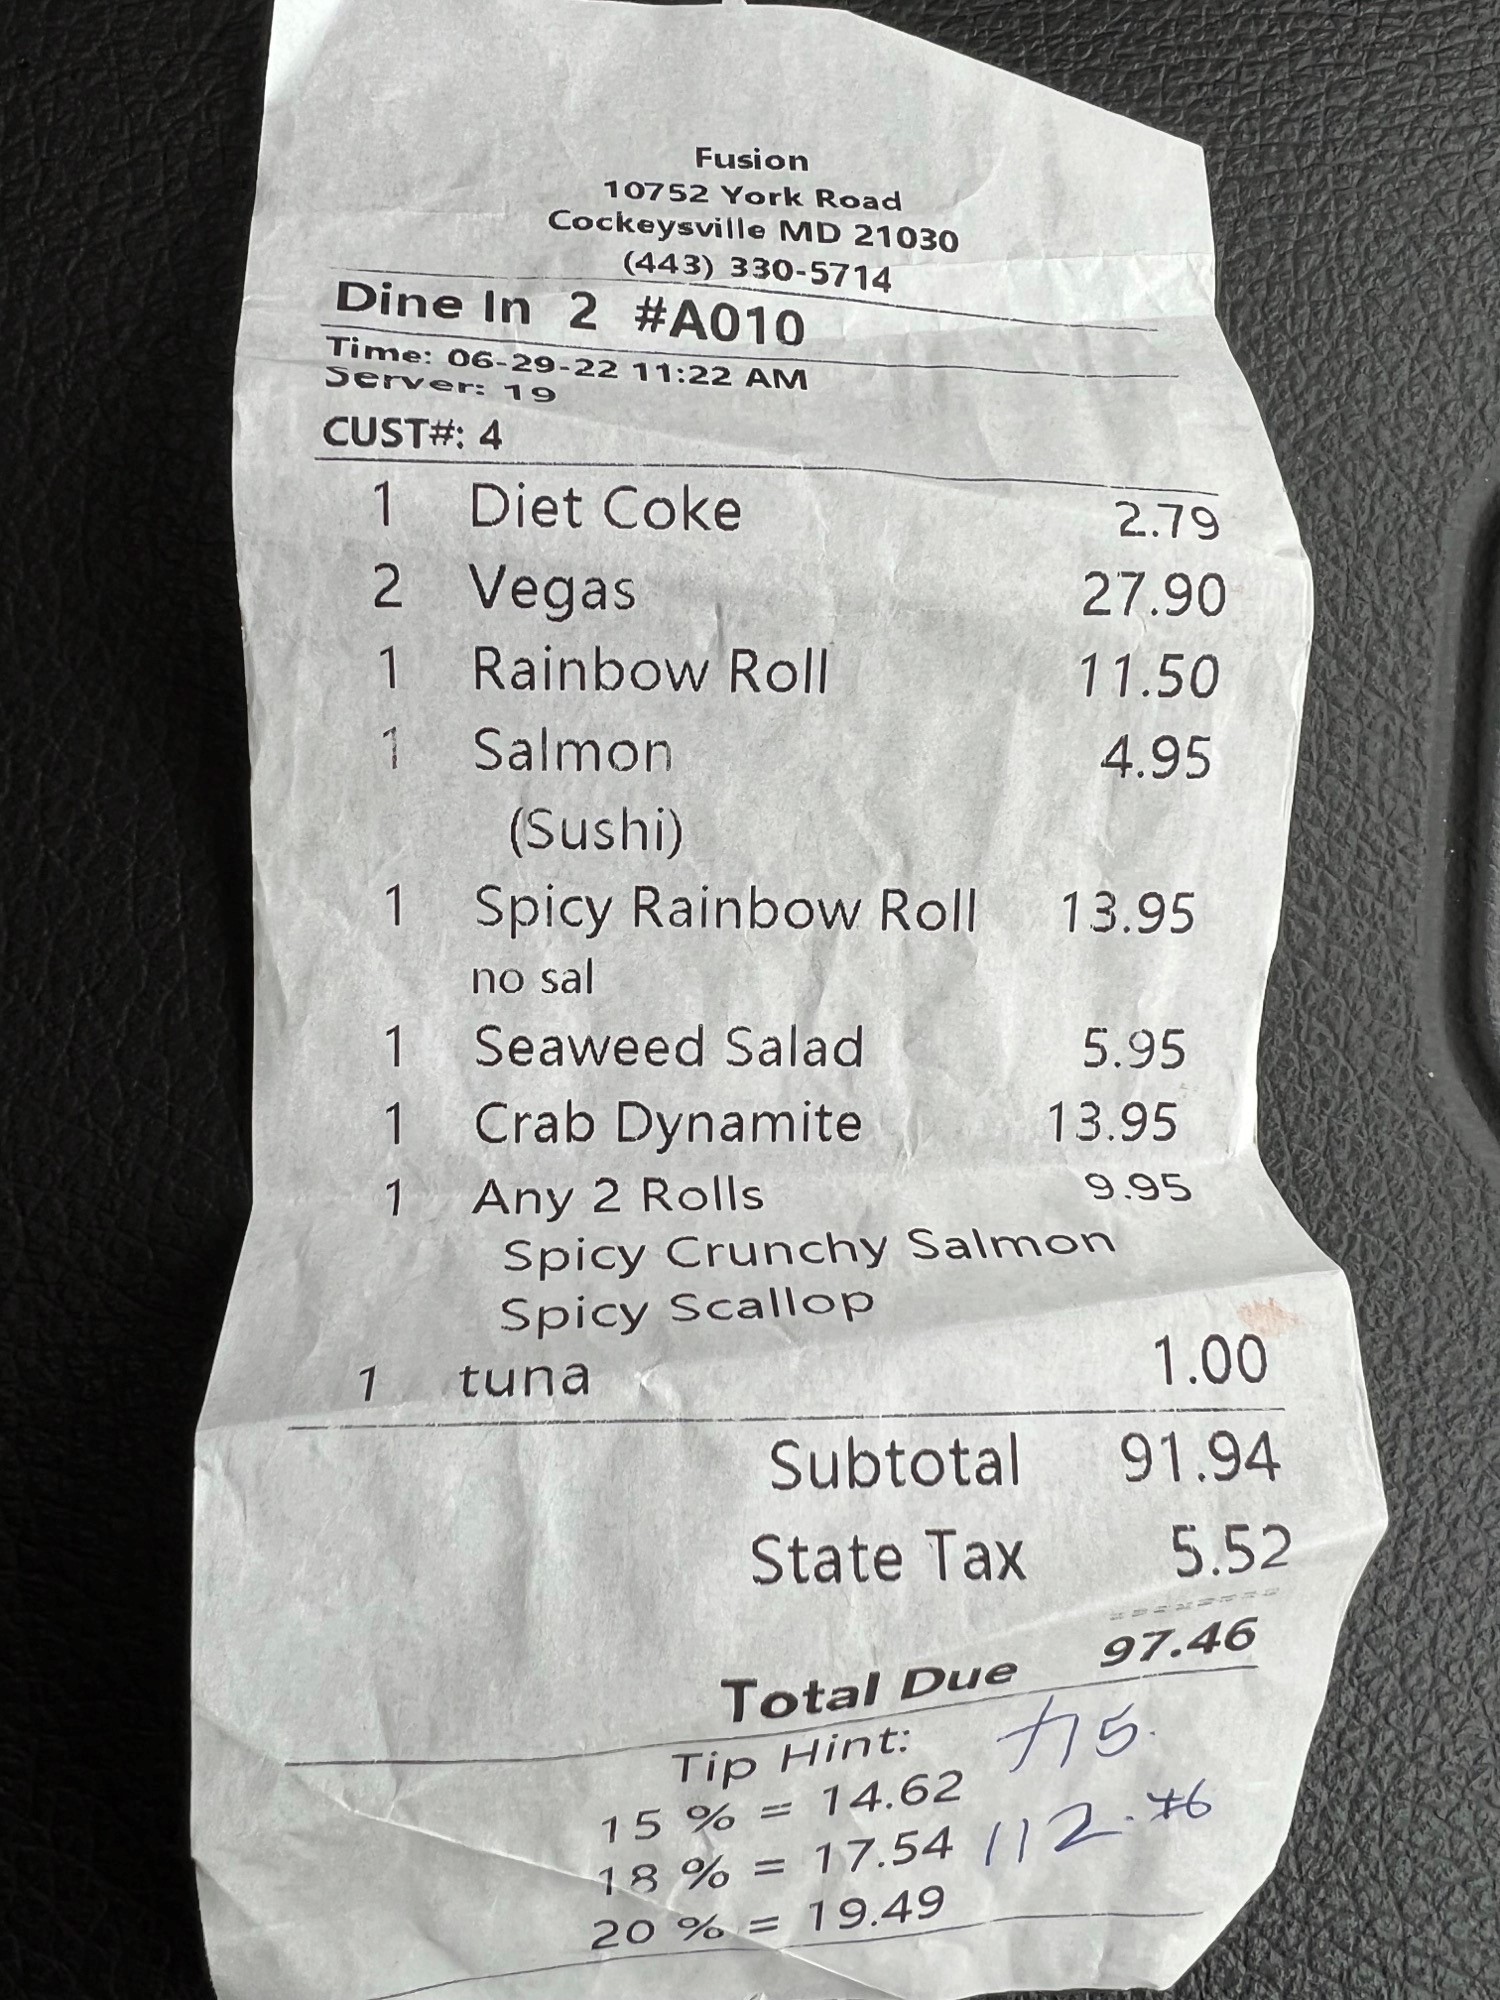 Fusion
10752 York Road
Cockeysville MD 21030
(443) 330-5714
Dine In 2 #A010
Time: 06-29-22 11:22 AM
Server: 19
CUST#: 4
1 Diet Coke 2.79
2 Vegas 27.90
1 Rainbow Roll 11.50
1 Salmon 4.95
(Sushi)
1 Spicy Rainbow Roll 13.95
no sal
1 Seaweed Salad 5.95
1 Crab Dynamite 13.95
1 Any 2 Rolls 9.95
Spicy Crunchy Salmon
Spicy Scallop
1 tuna 1.00
Subtotal 91.94
State Tax 5.52
========
Total Due 97.46
Tip Hint: +15.
15 % = 14.62
18 % = 17.54 112.46
20 % = 19.49